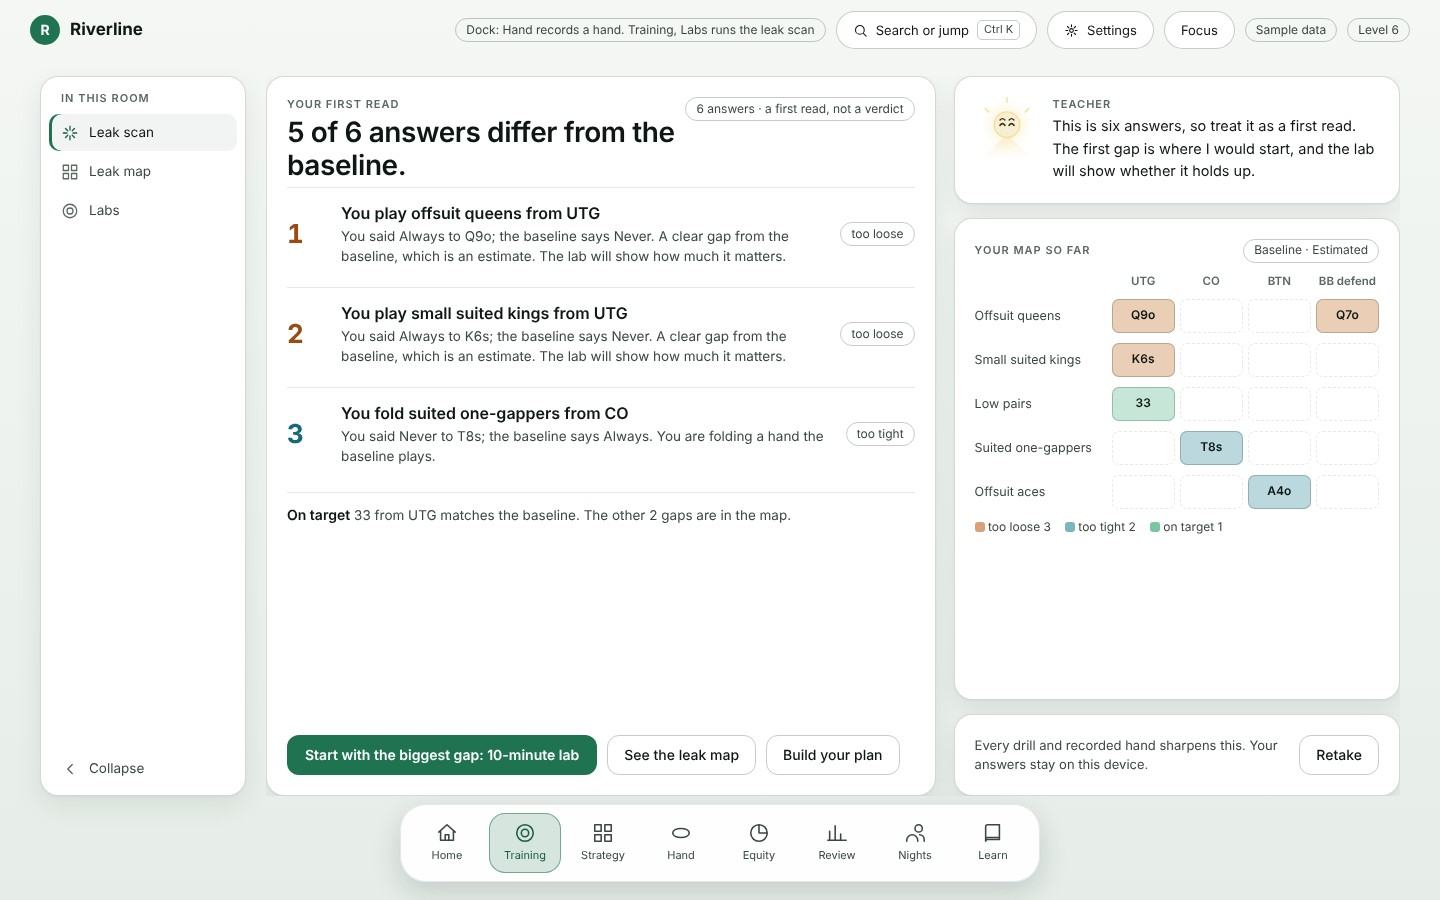 R
Riverline
Dock: Hand records a hand. Training, Labs runs the leak scan
Search or jump
Ctrl K
Settings
Focus
Sample data
Level 6
IN THIS ROOM
Leak scan
Leak map
Labs
Collapse
YOUR FIRST READ
6 answers · a first read, not a verdict
5 of 6 answers differ from the
baseline.
1
You play offsuit queens from UTG
You said Always to Q9o; the baseline says Never. A clear gap from the
baseline, which is an estimate. The lab will show how much it matters.
too loose
2
You play small suited kings from UTG
You said Always to K6s; the baseline says Never. A clear gap from the
baseline, which is an estimate. The lab will show how much it matters.
too loose
3
You fold suited one-gappers from CO
You said Never to T8s; the baseline says Always. You are folding a hand the
baseline plays.
too tight
On target 33 from UTG matches the baseline. The other 2 gaps are in the map.
Start with the biggest gap: 10-minute lab
See the leak map
Build your plan
TEACHER
This is six answers, so treat it as a first read.
The first gap is where I would start, and the lab
will show whether it holds up.
YOUR MAP SO FAR
Baseline · Estimated
UTG CO BTN BB defend
Offsuit queens Q9o Q7o
Small suited kings K6s
Low pairs 33
Suited one-gappers T8s
Offsuit aces A4o
too loose 3 too tight 2 on target 1
Every drill and recorded hand sharpens this. Your
answers stay on this device.
Retake
Home Training Strategy Hand Equity Review Nights Learn